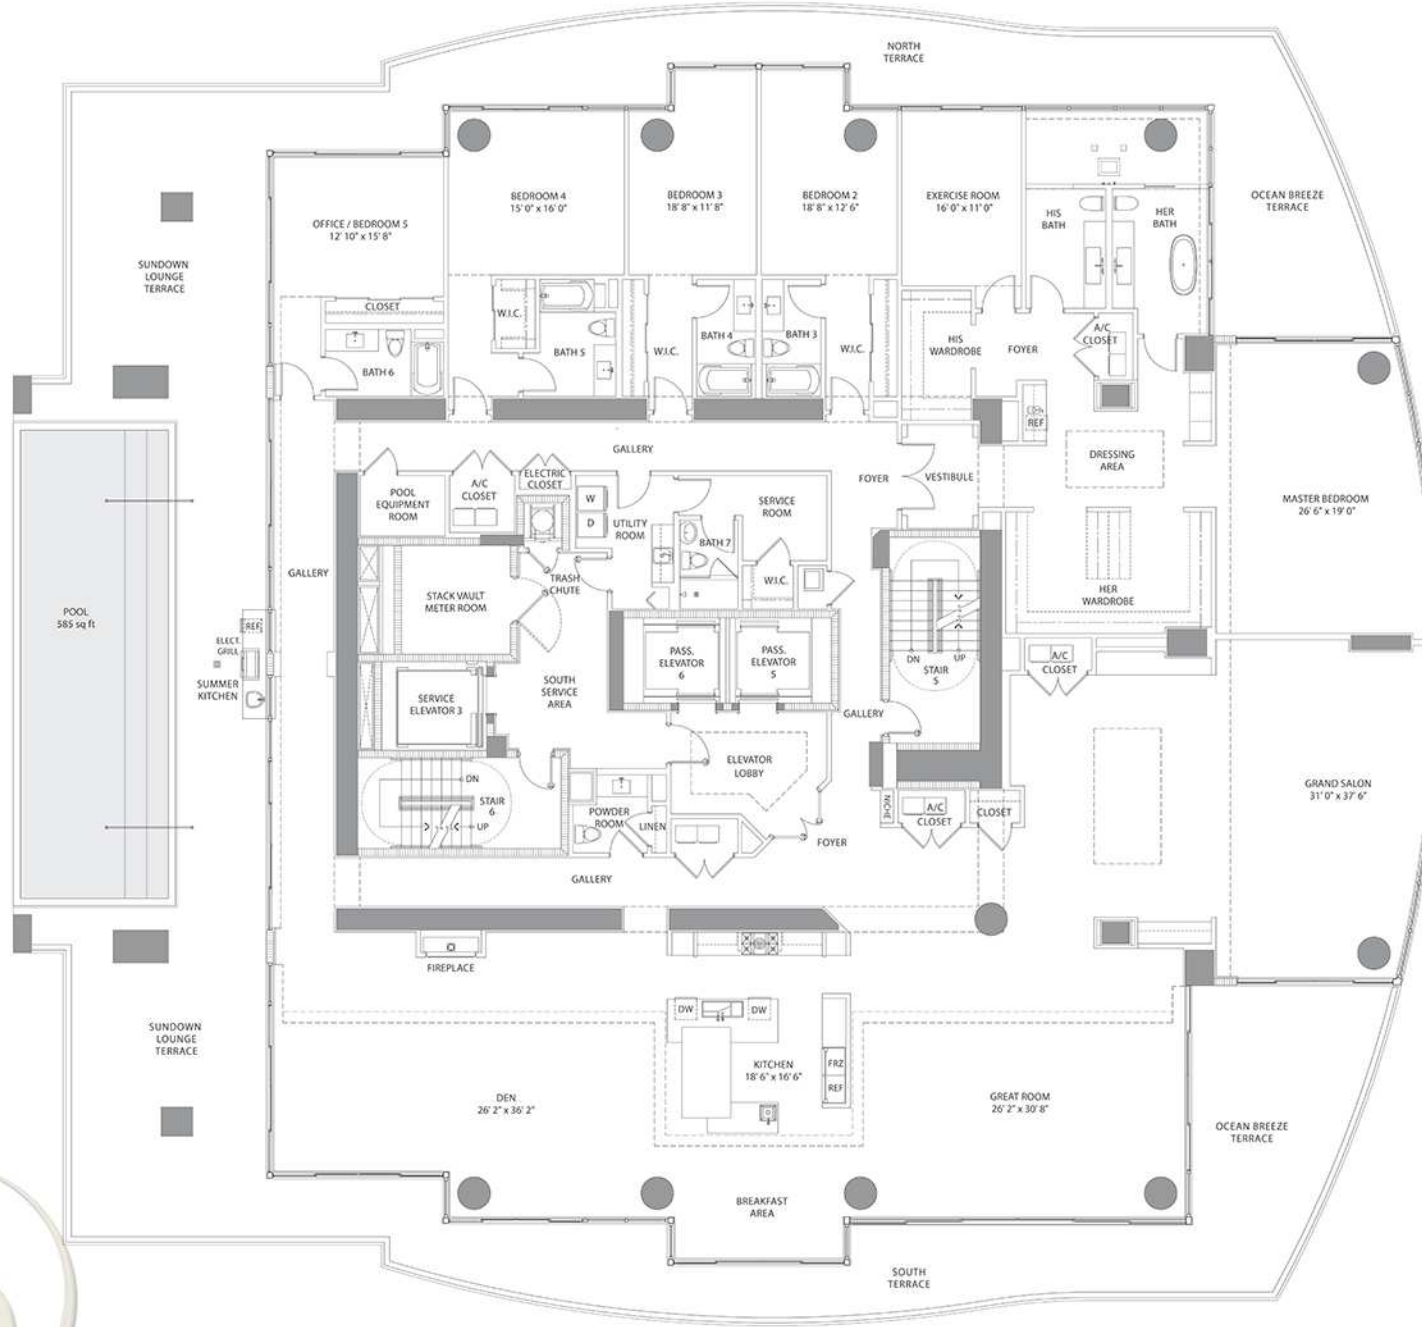 NORTH
TERRACE
BEDROOM 4
15' 0" x 16' 0"
BEDROOM 3
18' 8" x 11' 8"
BEDROOM 2
18' 8" x 12' 6"
EXERCISE ROOM
16' 0" x 11' 0"
OCEAN BREEZE
TERRACE
OFFICE / BEDROOM 5
12' 10" x 15' 8"
HIS
BATH
HER
BATH
SUNDOWN
LOUNGE
TERRACE
CLOSET
W.I.C.
BATH 6
BATH 5
W.I.C.
BATH 4
BATH 3
W.I.C.
HIS
WARDROBE
FOYER
A/C
CLOSET
REF
GALLERY
DRESSING
AREA
POOL
EQUIPMENT
ROOM
A/C
CLOSET
ELECTRIC
CLOSET
W
D
UTILITY
ROOM
SERVICE
ROOM
FOYER
VESTIBULE
MASTER BEDROOM
26' 6" x 19' 0"
BATH 7
GALLERY
STACK VAULT
METER ROOM
TRASH
CHUTE
W.I.C.
HER
WARDROBE
POOL
585 sq ft
REF
ELECT.
GRILL
SUMMER
KITCHEN
SERVICE
ELEVATOR 3
SOUTH
SERVICE
AREA
PASS.
ELEVATOR
6
PASS.
ELEVATOR
5
DN
UP
STAIR
5
A/C
CLOSET
GALLERY
ELEVATOR
LOBBY
GRAND SALON
31' 0" x 37' 6"
DN
STAIR
6
UP
POWDER
ROOM
LINEN
NICHE
A/C
CLOSET
CLOSET
FOYER
GALLERY
FIREPLACE
DW
DW
SUNDOWN
LOUNGE
TERRACE
KITCHEN
18' 6" x 16' 6"
FRZ
REF
DEN
26' 2" x 36' 2"
GREAT ROOM
26' 2" x 30' 8"
OCEAN BREEZE
TERRACE
BREAKFAST
AREA
SOUTH
TERRACE